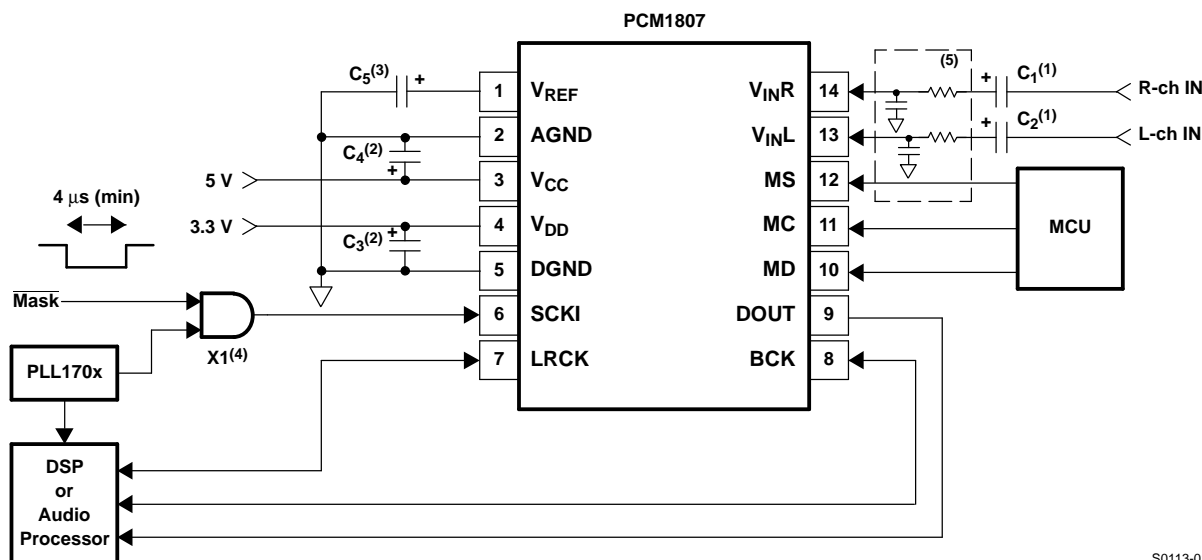 PCM1807
C5(3) +
1 VREF
2 AGND
C4(2)
+
5 V
3 VCC
4 µs (min)
3.3 V
4 VDD
+
C3(2)
5 DGND
Mask
6 SCKI
X1(4)
7 LRCK
PLL170x
DSP
or
Audio
Processor
(5)
VINR 14
+ C1(1)
R-ch IN
VINL 13
+ C2(1)
L-ch IN
MS 12
MC 11
MD 10
MCU
DOUT 9
BCK 8
S0113-0